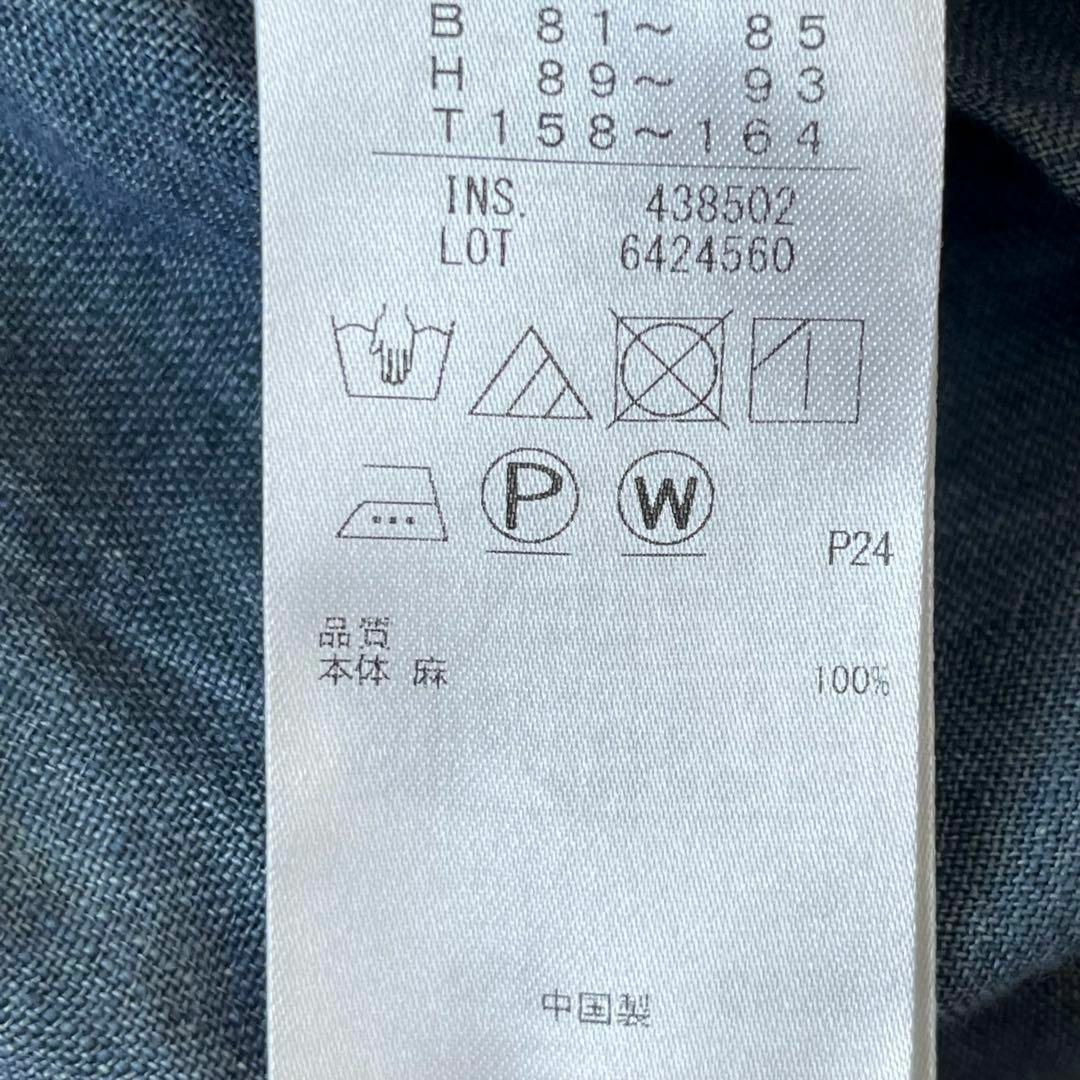 B 81～ 85
H 89～ 93
T158～164
INS. 438502
LOT 6424560
P W
P24
品質
本体 麻 100%
中国製